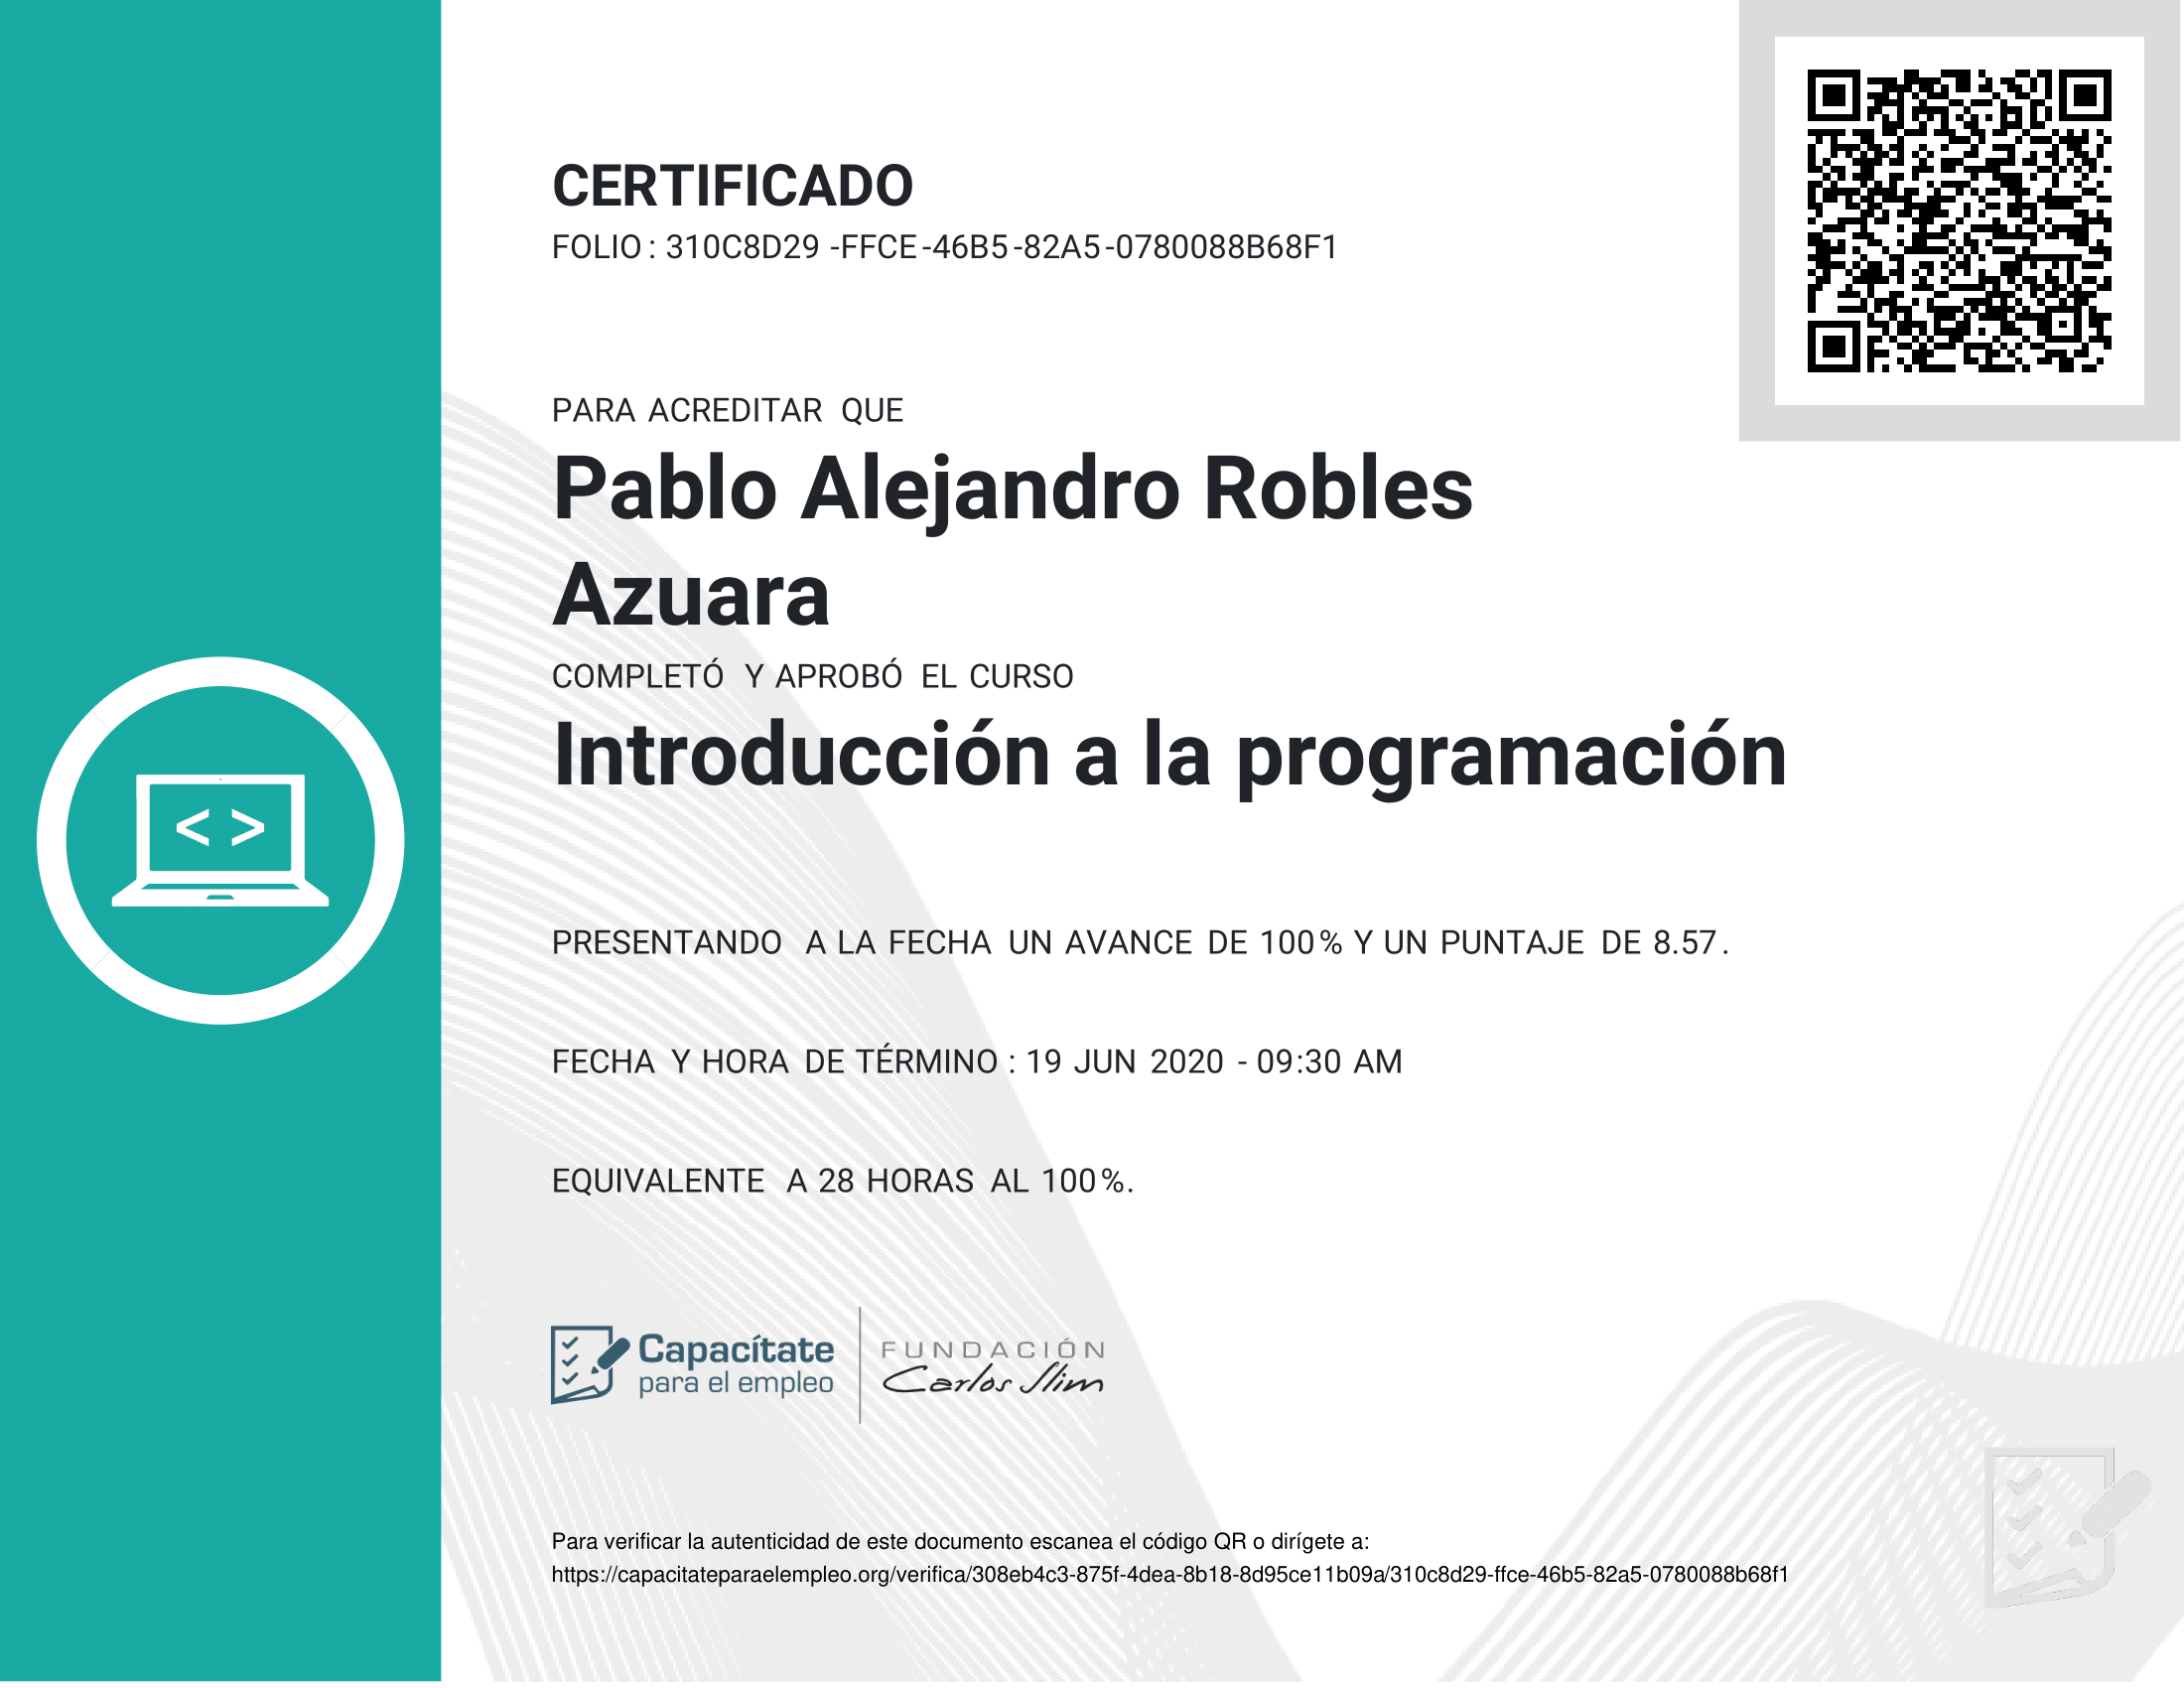 CERTIFICADO
FOLIO : 310C8D29 -FFCE -46B5 -82A5 -0780088B68F1
PARA ACREDITAR QUE
Pablo Alejandro Robles
Azuara
COMPLETÓ Y APROBÓ EL CURSO
Introducción a la programación
< >
PRESENTANDO A LA FECHA UN AVANCE DE 100% Y UN PUNTAJE DE 8.57.
FECHA Y HORA DE TÉRMINO : 19 JUN 2020 - 09:30 AM
EQUIVALENTE A 28 HORAS AL 100%.
Capacítate
para el empleo
FUNDACIÓN
Carlos Slim
Para verificar la autenticidad de este documento escanea el código QR o dirígete a:
https://capacitateparaelempleo.org/verifica/308eb4c3-875f-4dea-8b18-8d95ce11b09a/310c8d29-ffce-46b5-82a5-0780088b68f1